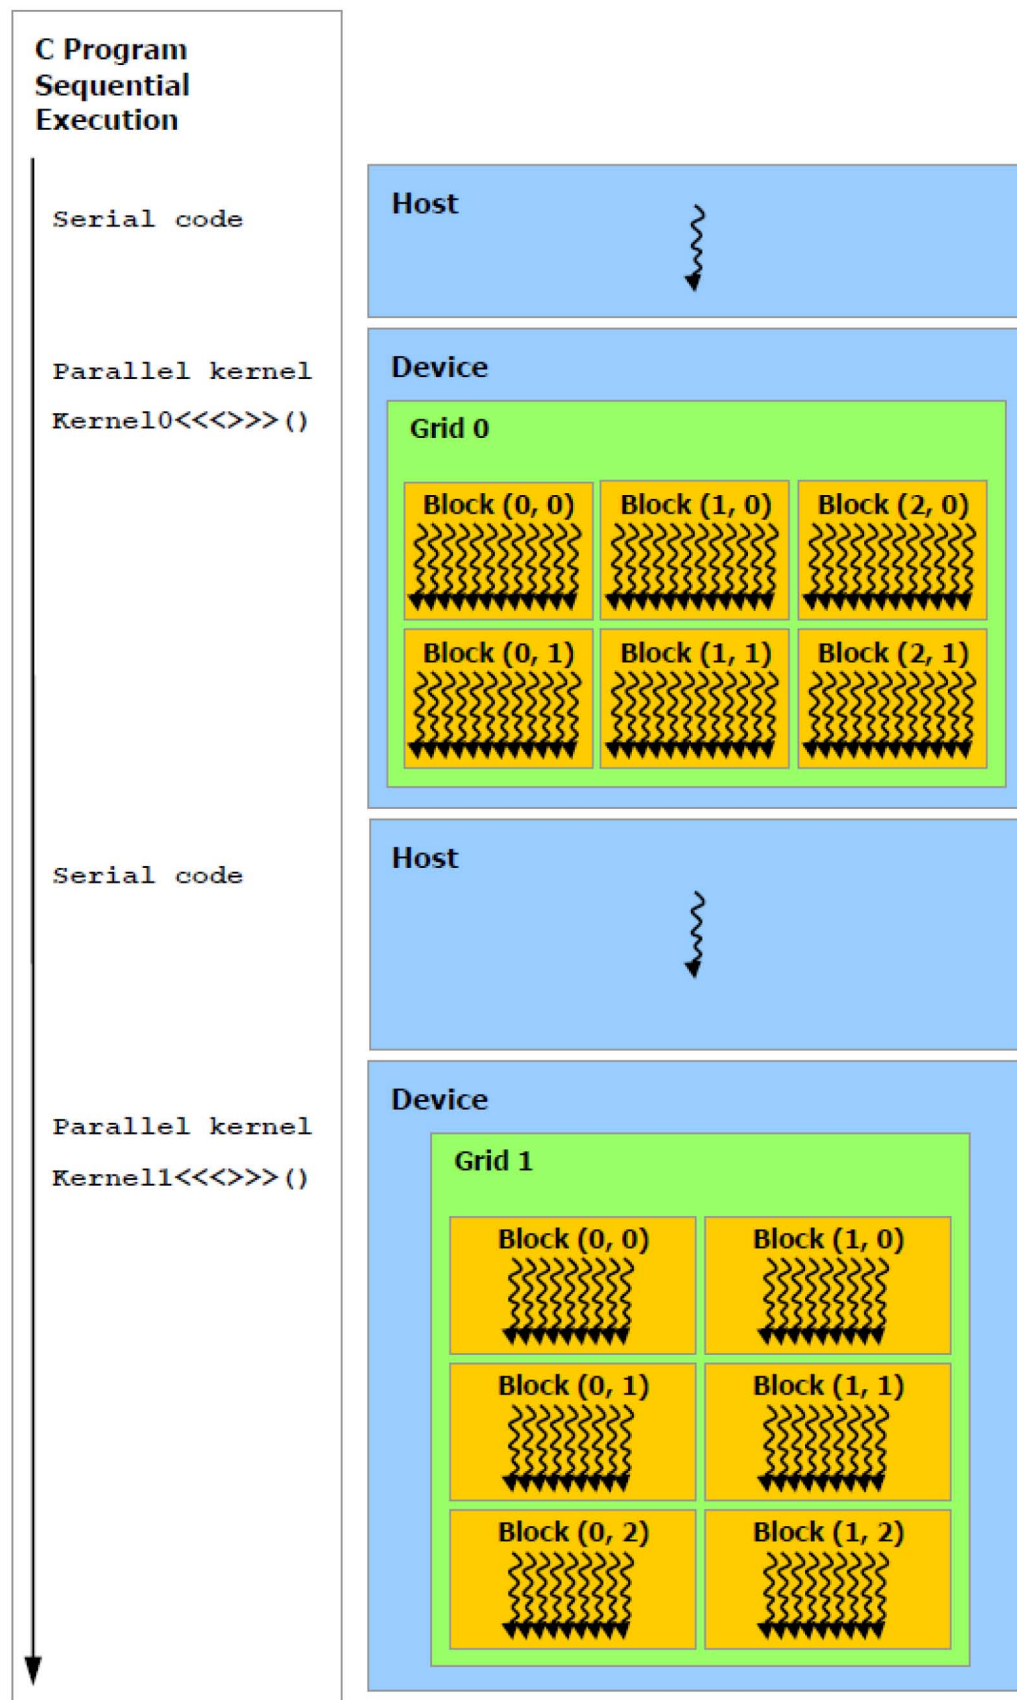 C Program
Sequential
Execution
Serial code
Host
Parallel kernel
Kernel0<<<>>>()
Device
Grid 0
Block (0, 0) Block (1, 0) Block (2, 0)
Block (0, 1) Block (1, 1) Block (2, 1)
Serial code
Host
Parallel kernel
Kernel1<<<>>>()
Device
Grid 1
Block (0, 0) Block (1, 0)
Block (0, 1) Block (1, 1)
Block (0, 2) Block (1, 2)